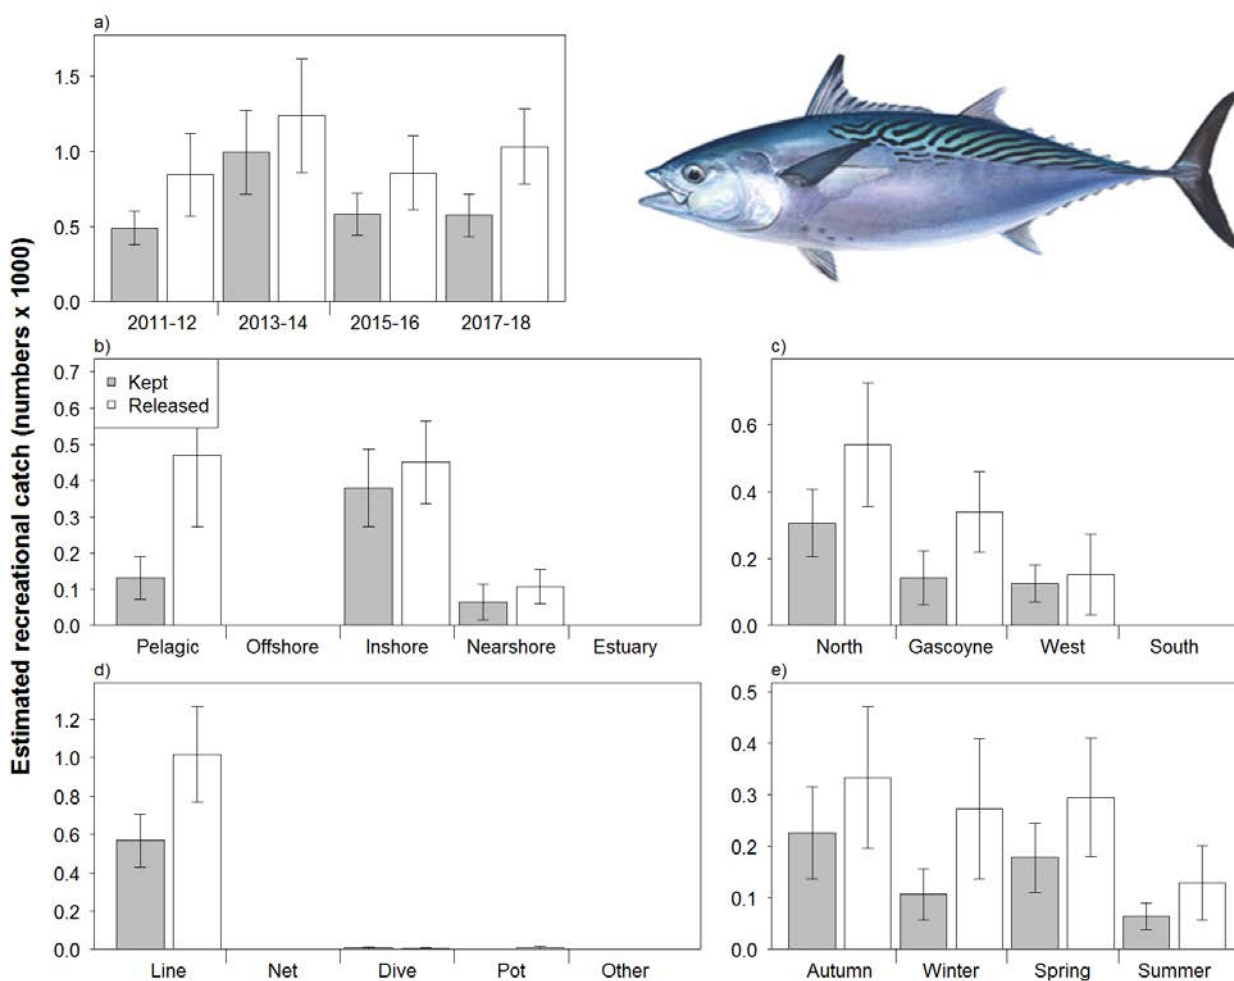 a)
Estimated recreational catch (numbers x 1000)
1.5
1.0
0.5
0.0
2011-12 2013-14 2015-16 2017-18
b)
0.7
0.6
0.5
0.4
0.3
0.2
0.1
0.0
Kept
Released
Pelagic Offshore Inshore Nearshore Estuary
c)
0.6
0.4
0.2
0.0
North Gascoyne West South
d)
1.2
1.0
0.8
0.6
0.4
0.2
0.0
Line Net Dive Pot Other
e)
0.5
0.4
0.3
0.2
0.1
0.0
Autumn Winter Spring Summer